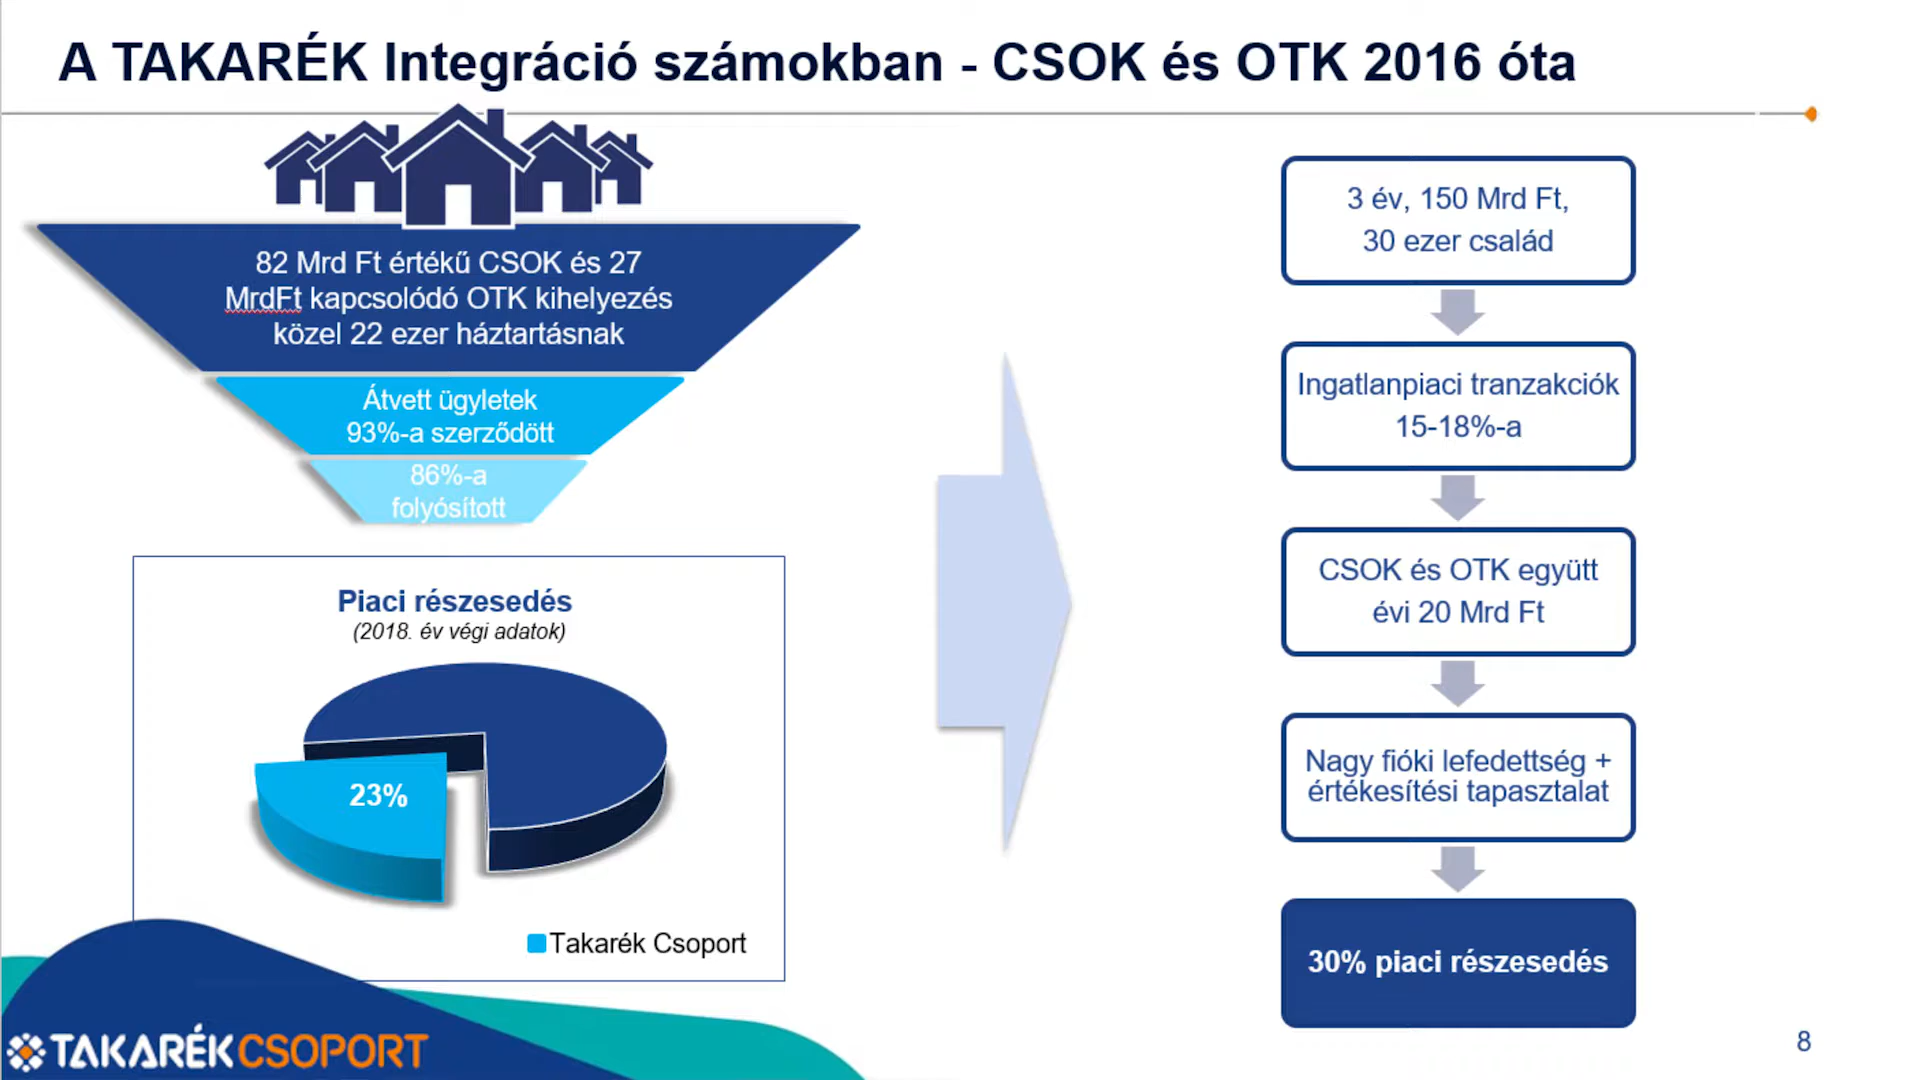 A TAKARÉK Integráció számokban - CSOK és OTK 2016 óta
82 Mrd Ft értékű CSOK és 27
MrdFt kapcsolódó OTK kihelyezés
közel 22 ezer háztartásnak
Átvett ügyletek
93%-a szerződött
86%-a
folyósított
Piaci részesedés
(2018. év végi adatok)
23%
Takarék Csoport
3 év, 150 Mrd Ft,
30 ezer család
Ingatlanpiaci tranzakciók
15-18%-a
CSOK és OTK együtt
évi 20 Mrd Ft
Nagy fióki lefedettség +
értékesítési tapasztalat
30% piaci részesedés
TAKARÉKCSOPORT
8